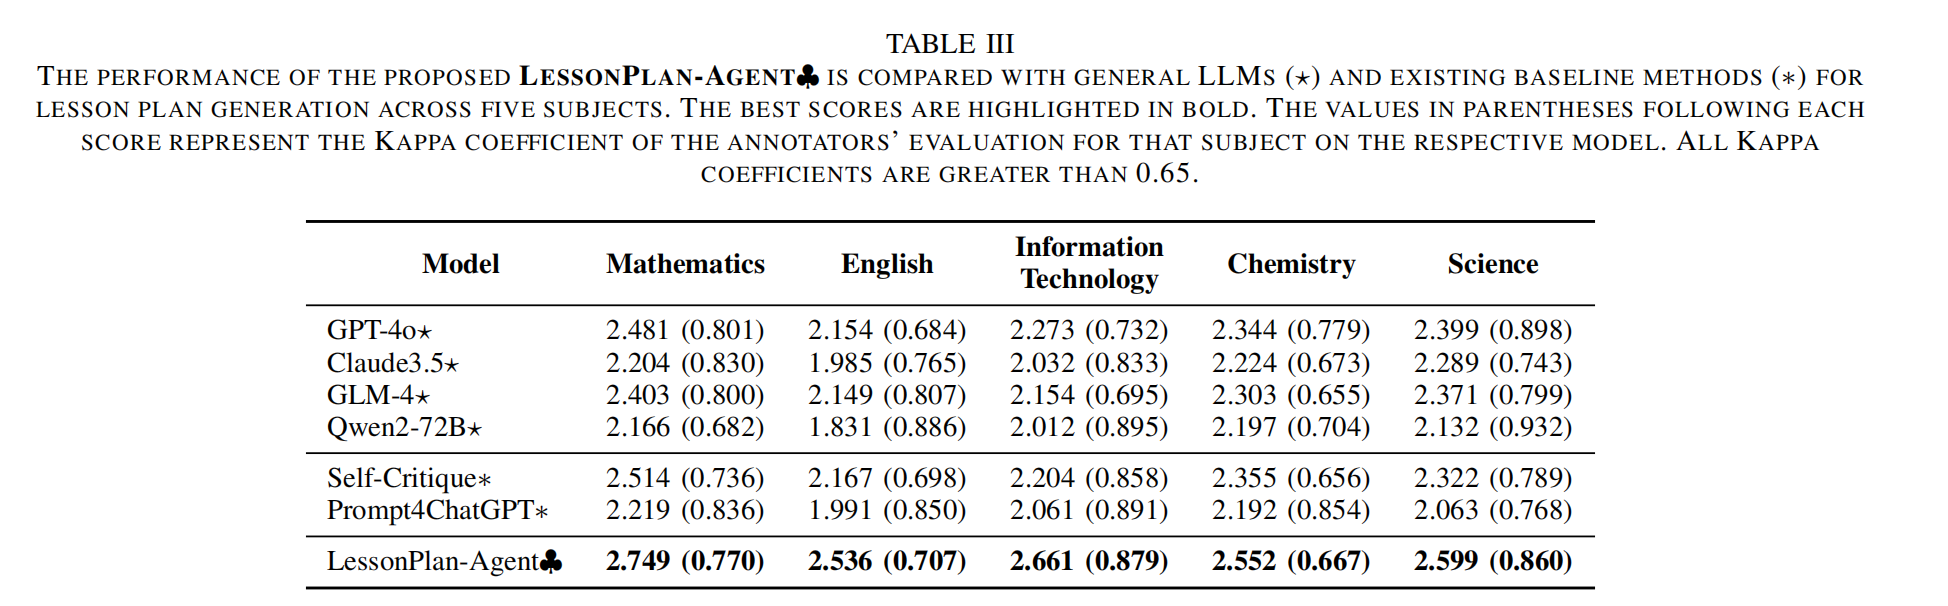 TABLE III
THE PERFORMANCE OF THE PROPOSED LESSONPLAN-AGENT♣ IS COMPARED WITH GENERAL LLMS (⋆) AND EXISTING BASELINE METHODS (∗) FOR
LESSON PLAN GENERATION ACROSS FIVE SUBJECTS. THE BEST SCORES ARE HIGHLIGHTED IN BOLD. THE VALUES IN PARENTHESES FOLLOWING EACH
SCORE REPRESENT THE KAPPA COEFFICIENT OF THE ANNOTATORS' EVALUATION FOR THAT SUBJECT ON THE RESPECTIVE MODEL. ALL KAPPA
COEFFICIENTS ARE GREATER THAN 0.65.
Model Mathematics English Information Technology Chemistry Science
GPT-4o⋆ 2.481 (0.801) 2.154 (0.684) 2.273 (0.732) 2.344 (0.779) 2.399 (0.898)
Claude3.5⋆ 2.204 (0.830) 1.985 (0.765) 2.032 (0.833) 2.224 (0.673) 2.289 (0.743)
GLM-4⋆ 2.403 (0.800) 2.149 (0.807) 2.154 (0.695) 2.303 (0.655) 2.371 (0.799)
Qwen2-72B⋆ 2.166 (0.682) 1.831 (0.886) 2.012 (0.895) 2.197 (0.704) 2.132 (0.932)
Self-Critique∗ 2.514 (0.736) 2.167 (0.698) 2.204 (0.858) 2.355 (0.656) 2.322 (0.789)
Prompt4ChatGPT∗ 2.219 (0.836) 1.991 (0.850) 2.061 (0.891) 2.192 (0.854) 2.063 (0.768)
LessonPlan-Agent♣ 2.749 (0.770) 2.536 (0.707) 2.661 (0.879) 2.552 (0.667) 2.599 (0.860)